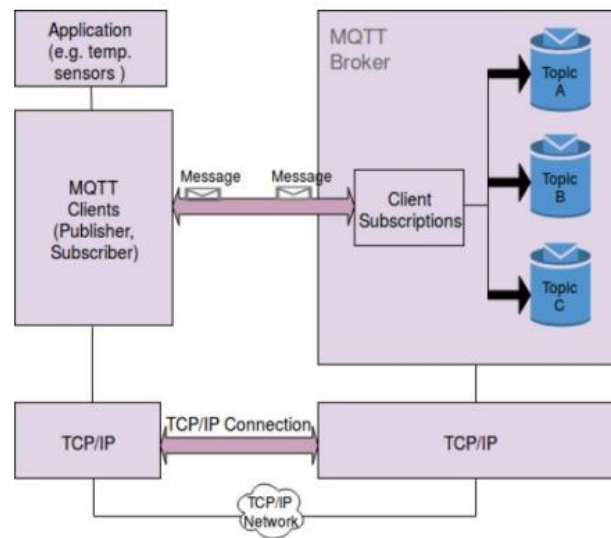 Application
(e.g. temp.
sensors )
MQTT
Broker
Topic
A
Message
Message
MQTT
Clients
(Publisher,
Subscriber)
Client
Subscriptions
Topic
B
Topic
C
TCP/IP
TCP/IP Connection
TCP/IP
TCP/IP
Network